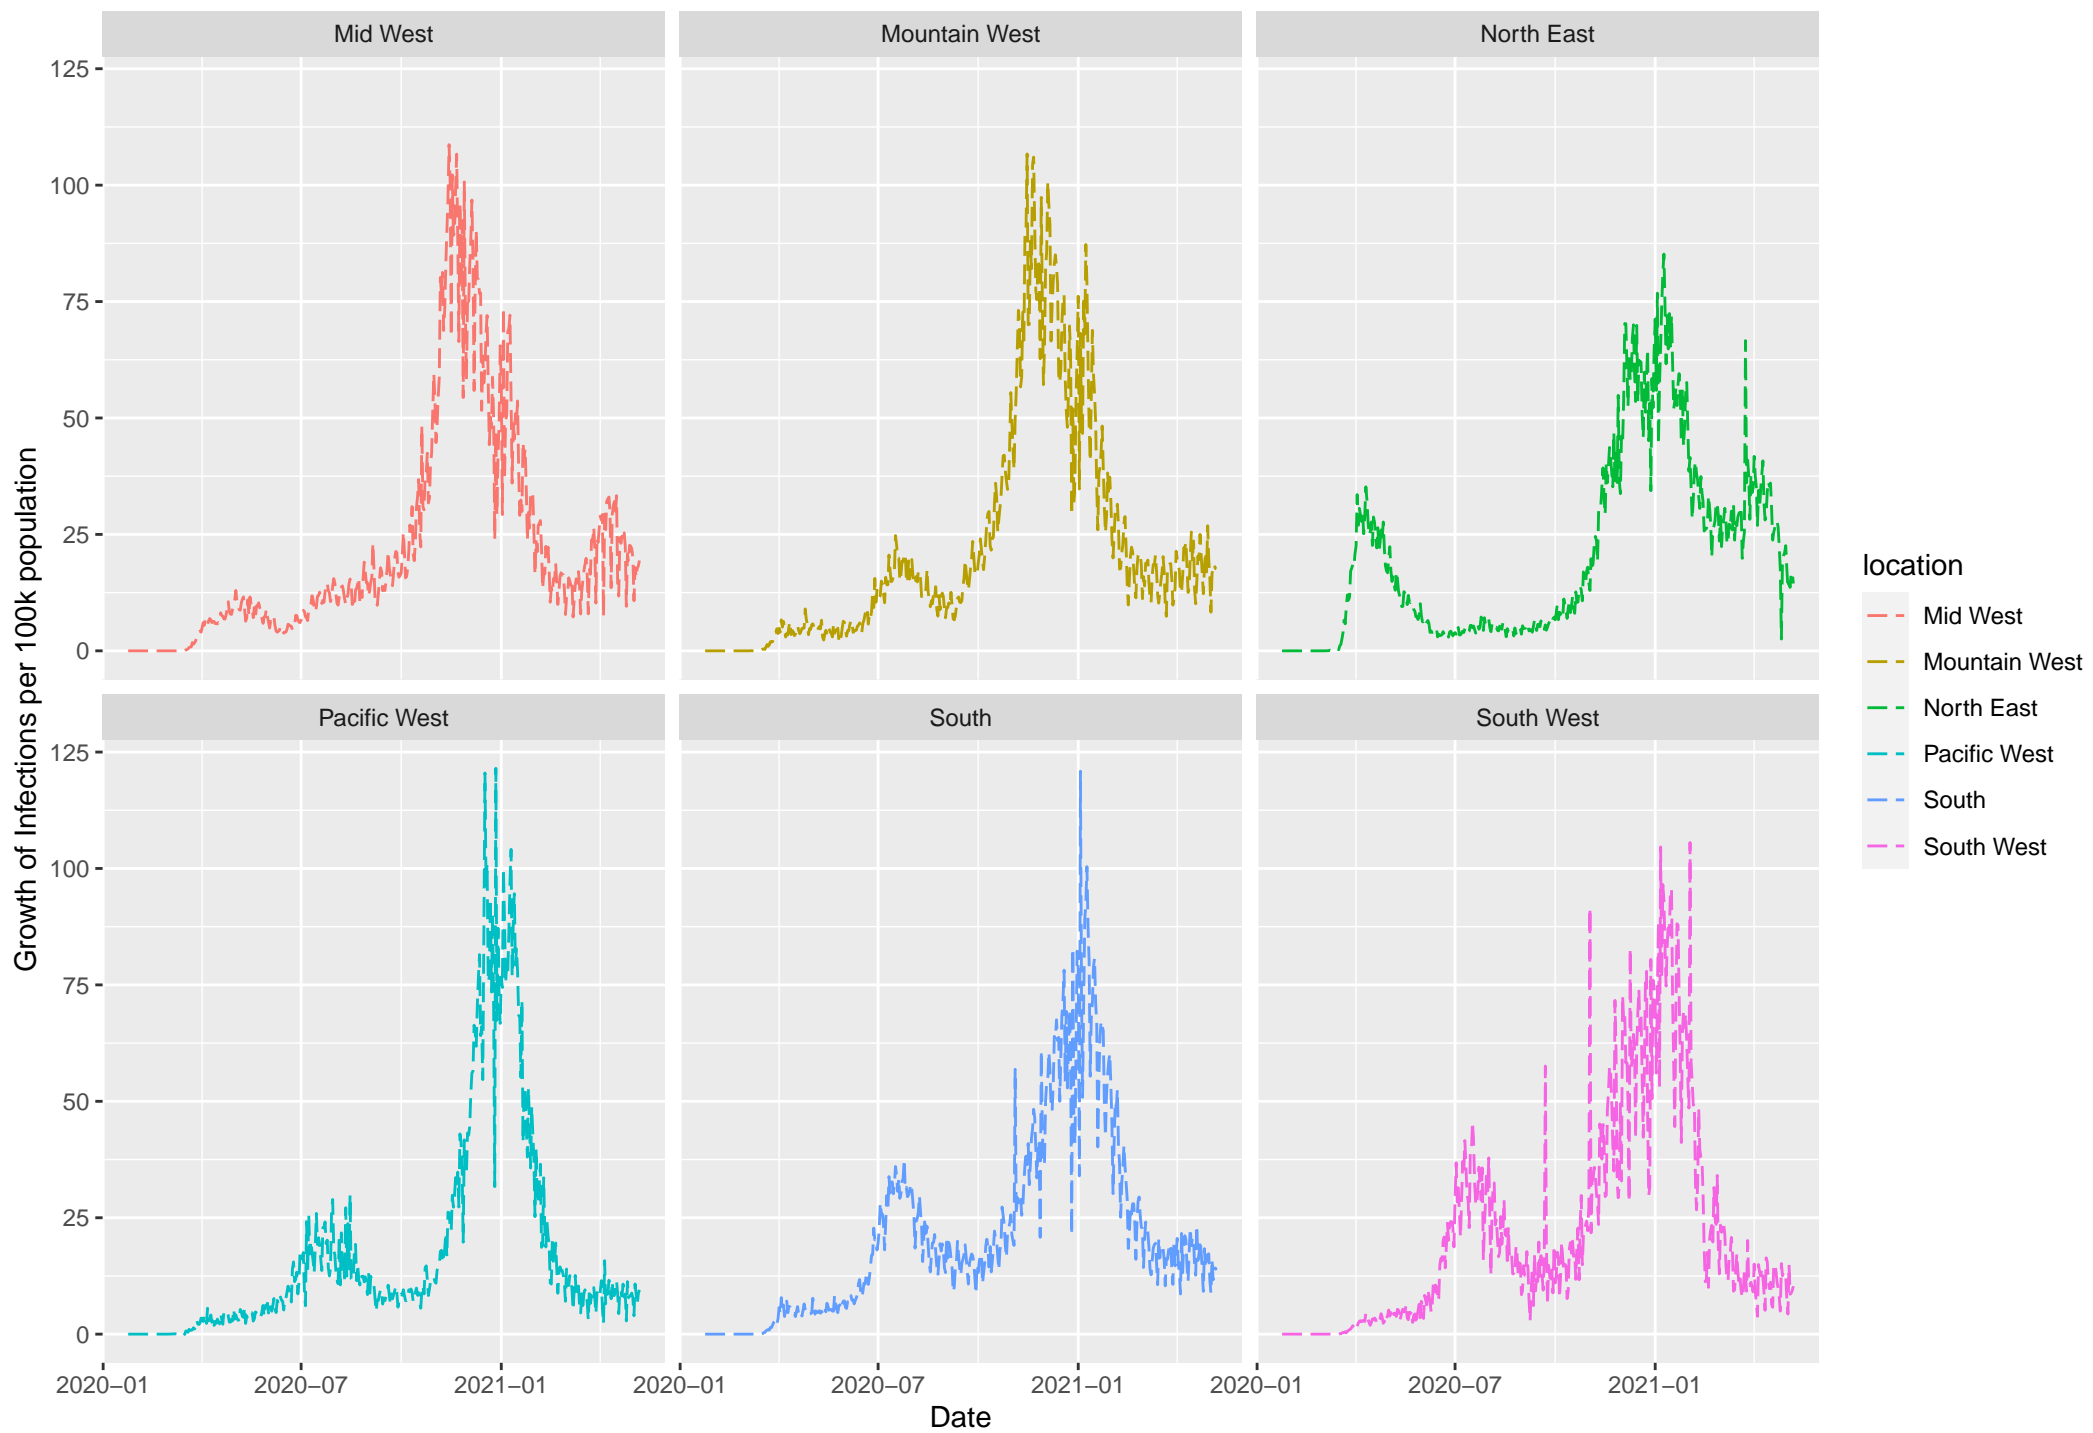 Mid West
Mountain West
North East
125
100
75
50
25
0
Growth of Infections per 100k population
Pacific West
South
South West
125
100
75
50
25
0
2020−01
2020−07
2021−01
2020−01
2020−07
2021−01
2020−01
2020−07
2021−01
Date
location
Mid West
Mountain West
North East
Pacific West
South
South West